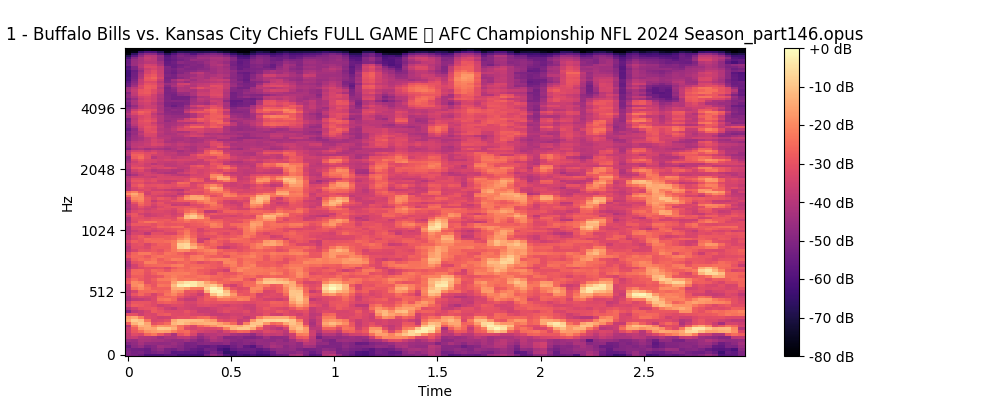 1 - Buffalo Bills vs. Kansas City Chiefs FULL GAME ▯ AFC Championship NFL 2024 Season_part146.opus
+0 dB
4096
-10 dB
-20 dB
2048
-30 dB
Hz
1024
-40 dB
-50 dB
512
-60 dB
-70 dB
0
-80 dB
0 0.5 1 1.5 2 2.5
Time